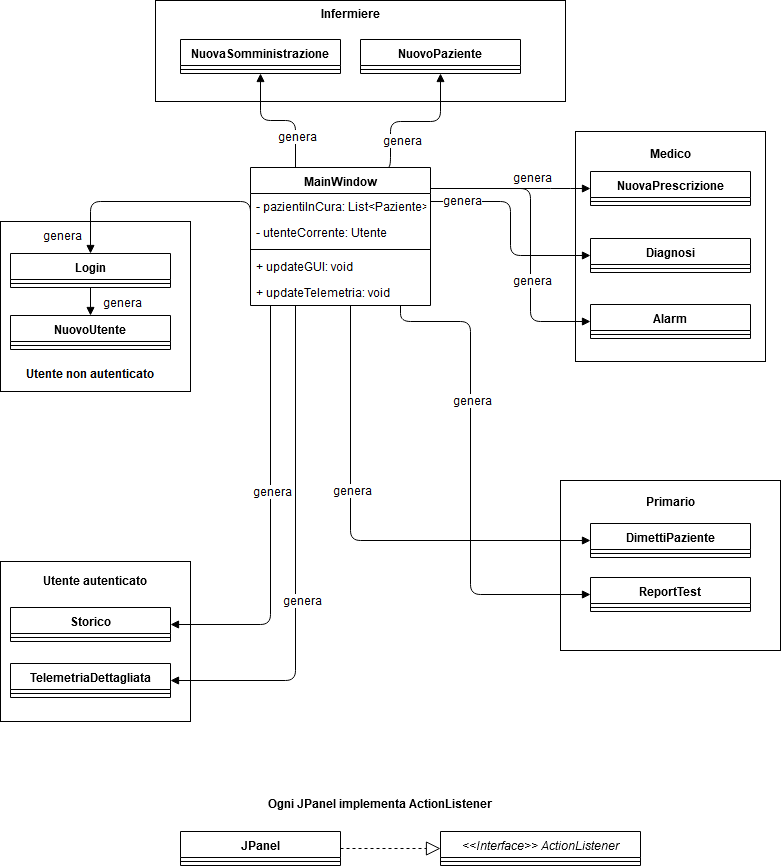 Infermiere
NuovaSomministrazione
NuovoPaziente
genera
genera
Medico
NuovaPrescrizione
genera
MainWindow
- pazientiInCura: List<Paziente>
- utenteCorrente: Utente
+ updateGUI: void
+ updateTelemetria: void
genera
genera
Login
genera
NuovoUtente
Utente non autenticato
Diagnosi
genera
Alarm
genera
genera
genera
Primario
DimettiPaziente
ReportTest
Utente autenticato
genera
Storico
TelemetriaDettagliata
Ogni JPanel implementa ActionListener
JPanel
<<Interface>> ActionListener